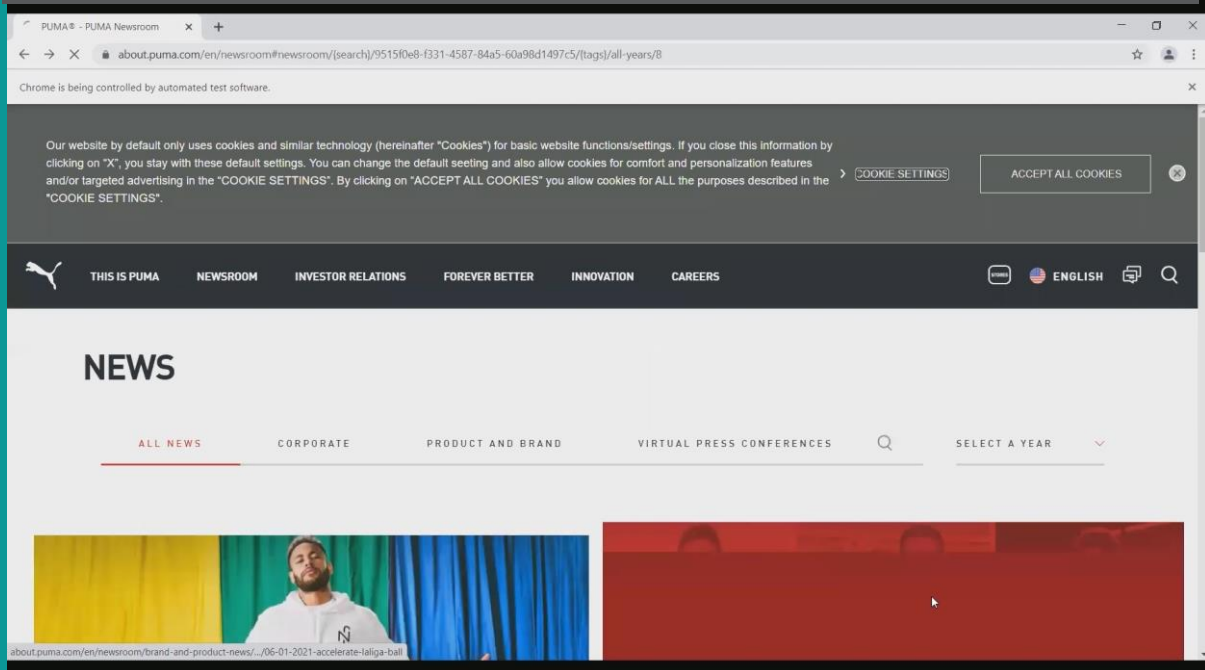 PUMA® - PUMA Newsroom
about.puma.com/en/newsroom#newsroom/{search}/9515f0e8-f331-4587-84a5-60a98d1497c5/{tags}/all-years/8
Chrome is being controlled by automated test software.
Our website by default only uses cookies and similar technology (hereinafter "Cookies") for basic website functions/settings. If you close this information by
clicking on "X", you stay with these default settings. You can change the default seeting and also allow cookies for comfort and personalization features
and/or targeted advertising in the "COOKIE SETTINGS". By clicking on "ACCEPT ALL COOKIES" you allow cookies for ALL the purposes described in the
"COOKIE SETTINGS".
COOKIE SETTINGS
ACCEPT ALL COOKIES
THIS IS PUMA NEWSROOM INVESTOR RELATIONS FOREVER BETTER INNOVATION CAREERS
STORES
ENGLISH
NEWS
ALL NEWS CORPORATE PRODUCT AND BRAND VIRTUAL PRESS CONFERENCES SELECT A YEAR
about.puma.com/en/newsroom/brand-and-product-news/.../06-01-2021-accelerate-laliga-ball